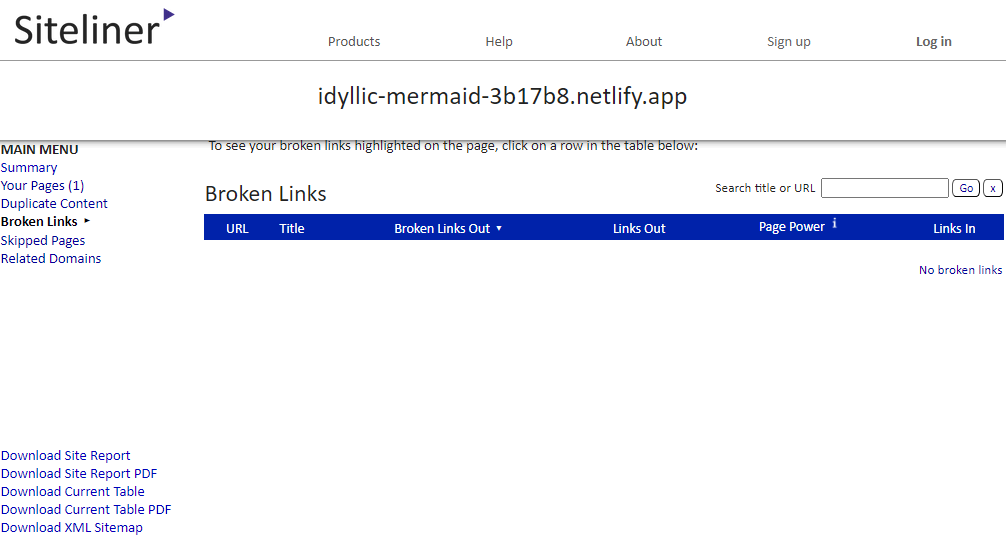 Siteliner
Products Help About Sign up Log in
idyllic-mermaid-3b17b8.netlify.app
MAIN MENU
Summary
Your Pages (1)
Duplicate Content
Broken Links ►
Skipped Pages
Related Domains
To see your broken links highlighted on the page, click on a row in the table below:
Broken Links
Search title or URL Go x
URL Title Broken Links Out ▼ Links Out Page Power i Links In
No broken links
Download Site Report
Download Site Report PDF
Download Current Table
Download Current Table PDF
Download XML Sitemap